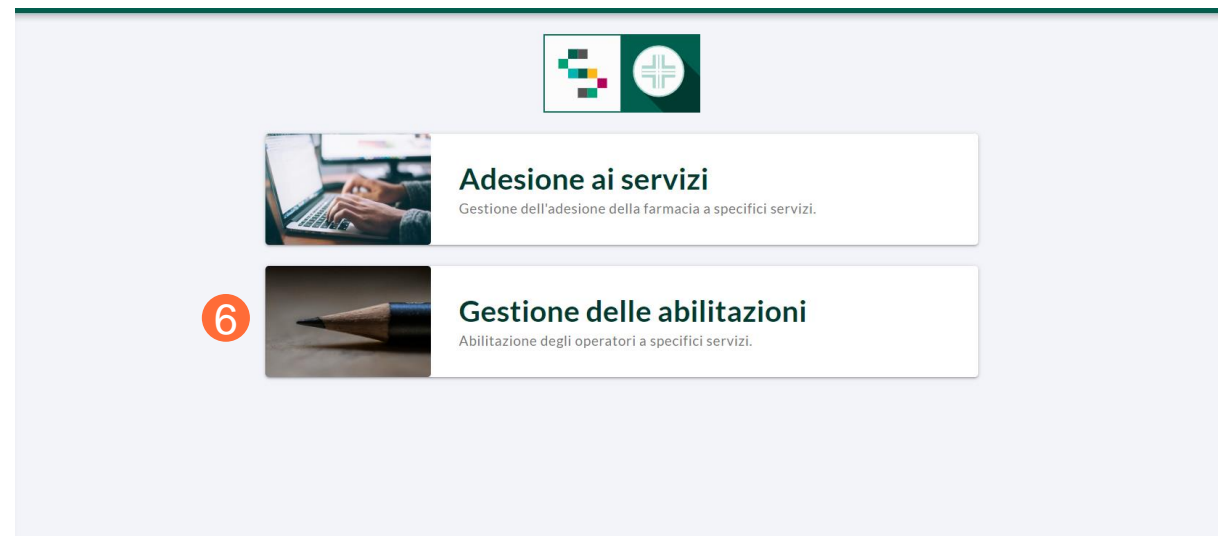 Adesione ai servizi
Gestione dell'adesione della farmacia a specifici servizi.
6
Gestione delle abilitazioni
Abilitazione degli operatori a specifici servizi.